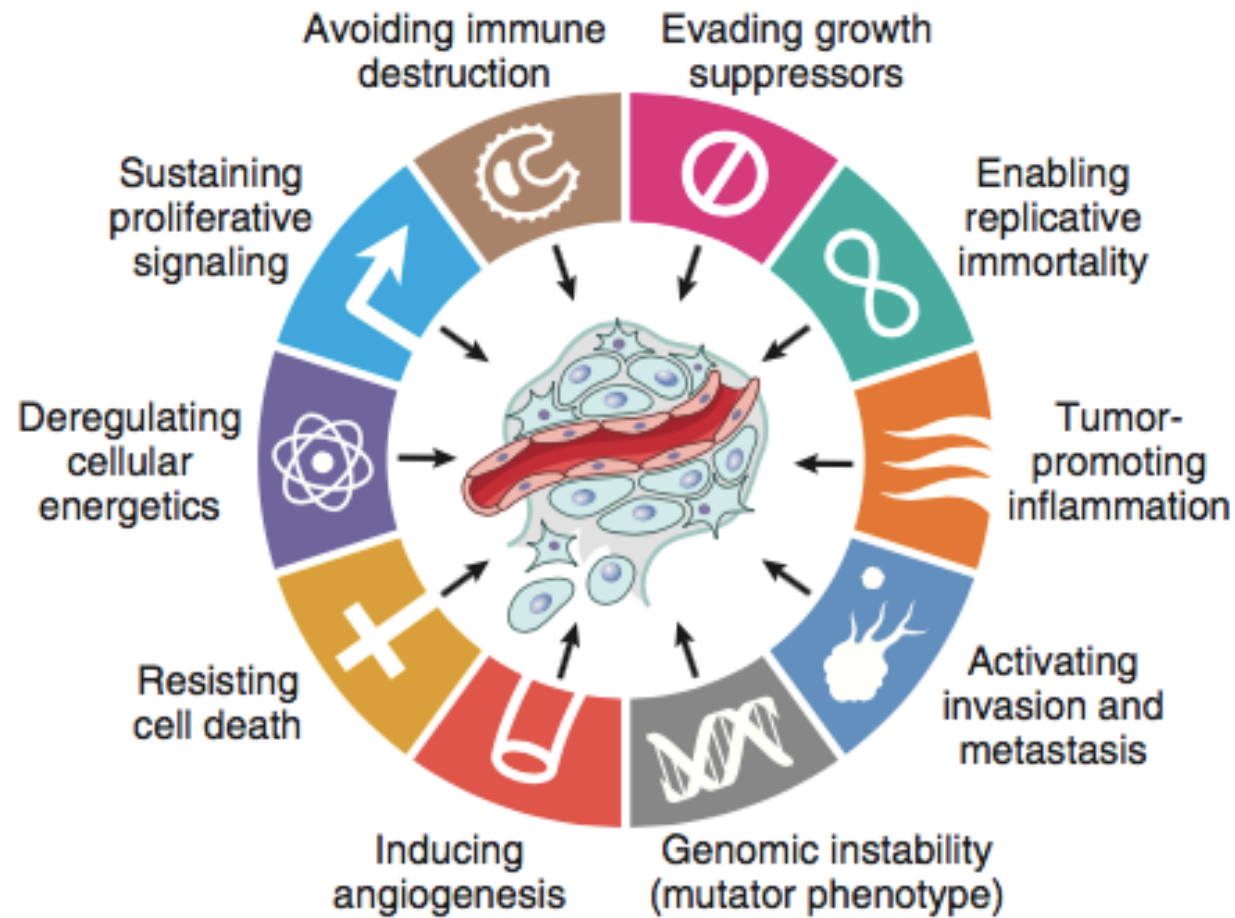 Avoiding immune
destruction
Evading growth
suppressors
Enabling
replicative
immortality
Tumor-
promoting
inflammation
Activating
invasion and
metastasis
Genomic instability
(mutator phenotype)
Inducing
angiogenesis
Resisting
cell death
Deregulating
cellular
energetics
Sustaining
proliferative
signaling